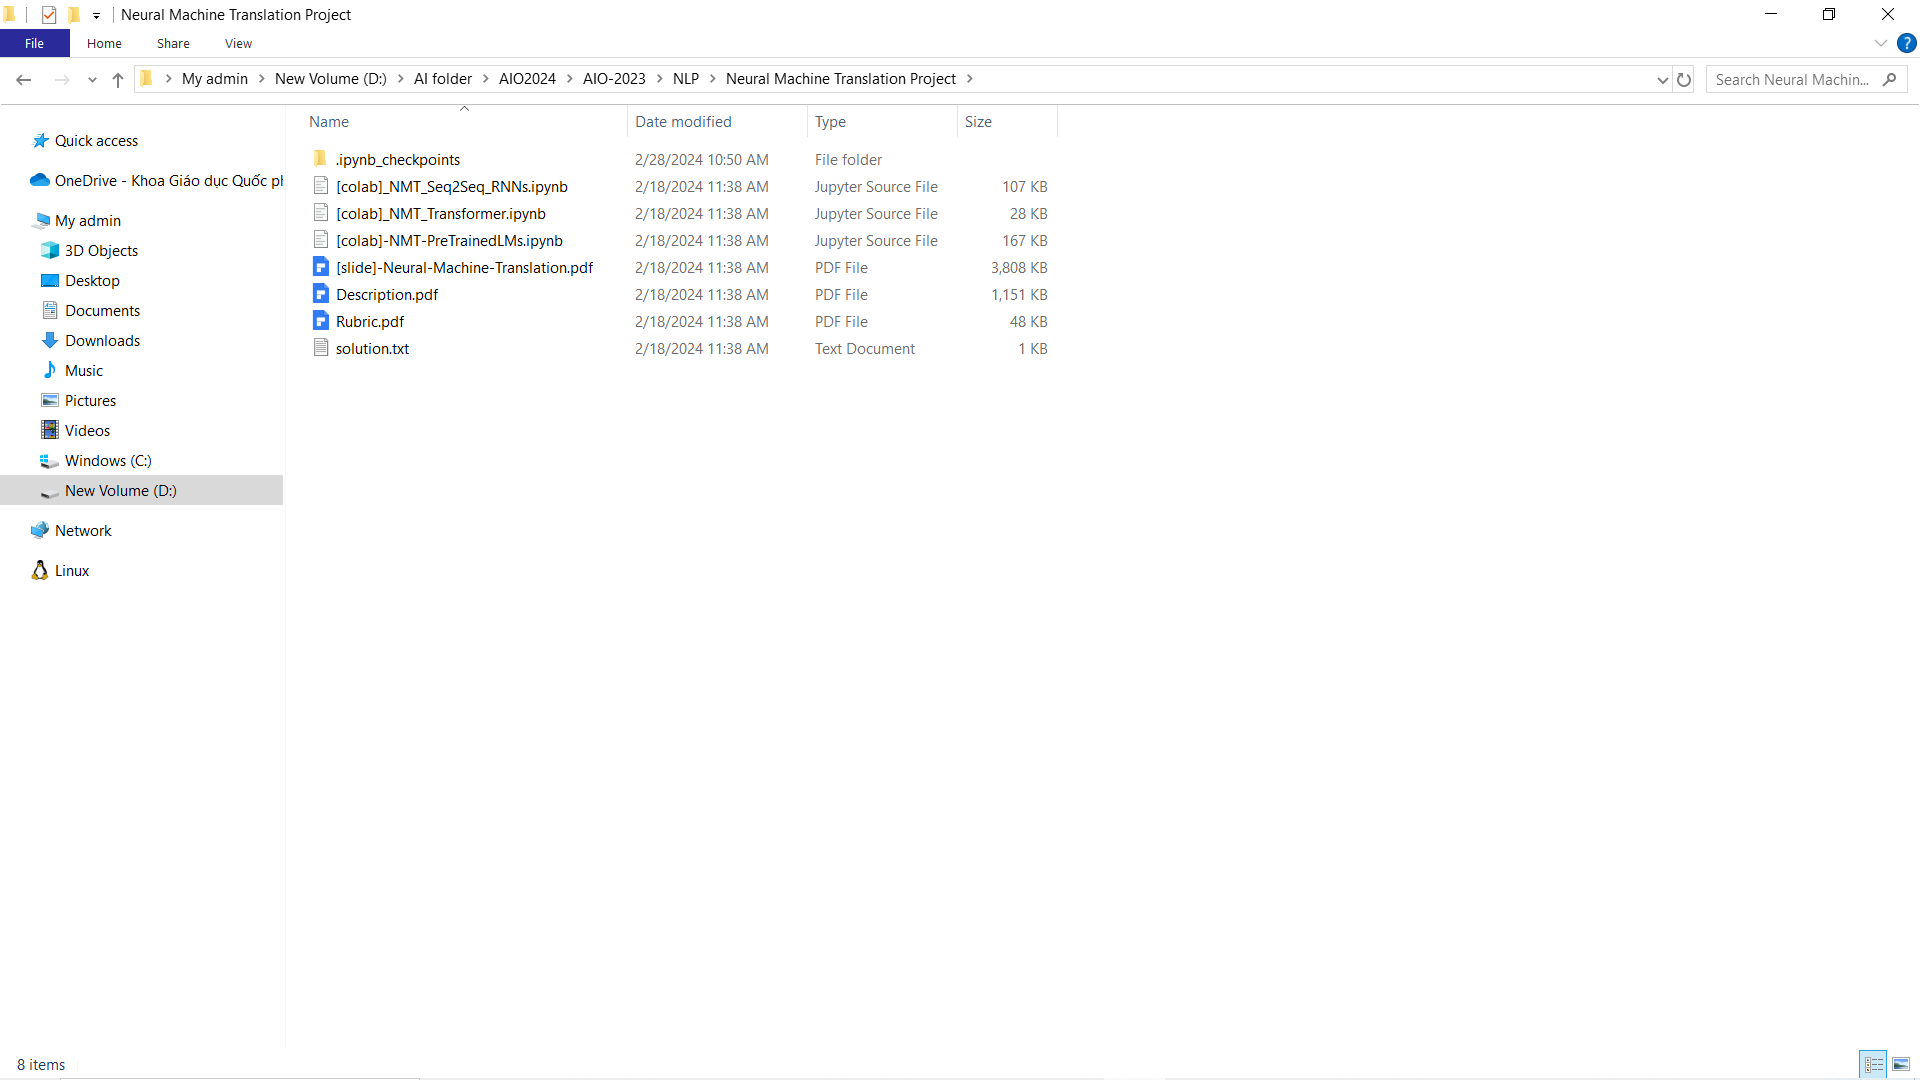 Neural Machine Translation Project
File Home Share View
My admin New Volume (D:) AI folder AIO2024 AIO-2023 NLP Neural Machine Translation Project
Search Neural Machin...
Quick access
OneDrive - Khoa Giáo dục Quốc ph
My admin
3D Objects
Desktop
Documents
Downloads
Music
Pictures
Videos
Windows (C:)
New Volume (D:)
Network
Linux
Name Date modified Type Size
.ipynb_checkpoints 2/28/2024 10:50 AM File folder
[colab]_NMT_Seq2Seq_RNNs.ipynb 2/18/2024 11:38 AM Jupyter Source File 107 KB
[colab]_NMT_Transformer.ipynb 2/18/2024 11:38 AM Jupyter Source File 28 KB
[colab]-NMT-PreTrainedLMs.ipynb 2/18/2024 11:38 AM Jupyter Source File 167 KB
[slide]-Neural-Machine-Translation.pdf 2/18/2024 11:38 AM PDF File 3,808 KB
Description.pdf 2/18/2024 11:38 AM PDF File 1,151 KB
Rubric.pdf 2/18/2024 11:38 AM PDF File 48 KB
solution.txt 2/18/2024 11:38 AM Text Document 1 KB
8 items